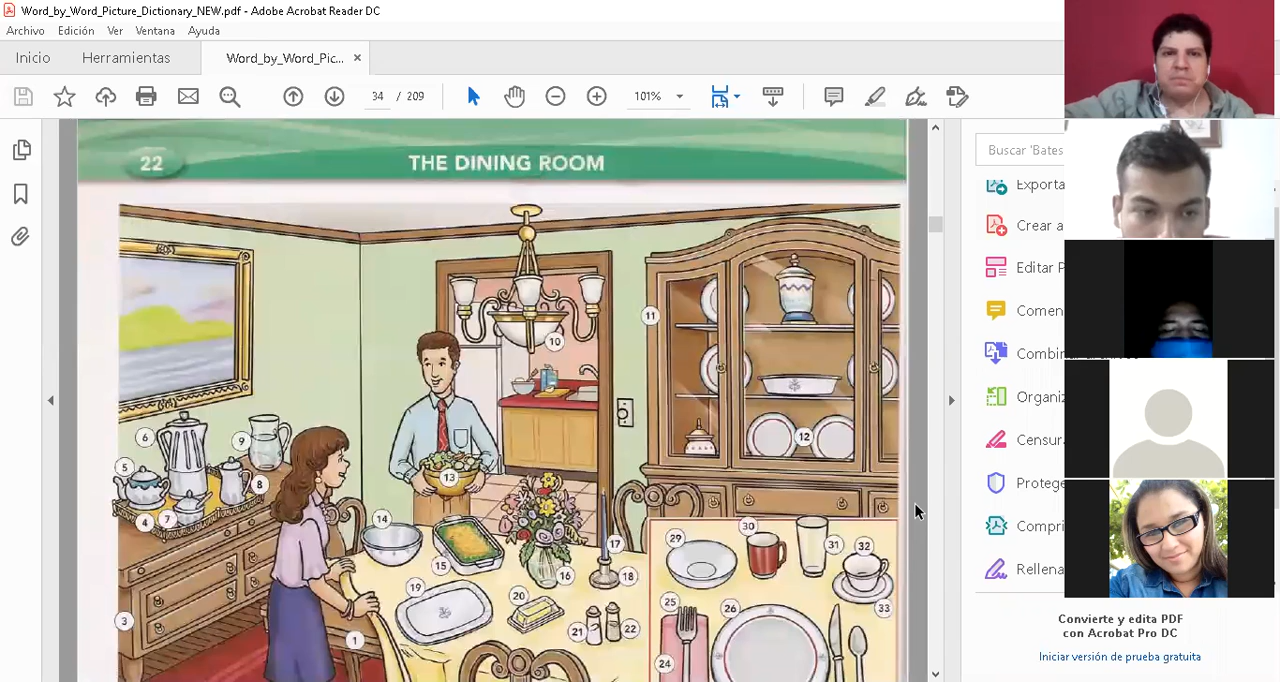 Word_by_Word_Picture_Dictionary_NEW.pdf - Adobe Acrobat Reader DC
Archivo Edición Ver Ventana Ayuda
Inicio Herramientas Word_by_Word_Pic... ×
34 / 209 101%
Buscar 'Bates
Exporta
Crear a
Editar P
Comen
Combin
Organiz
Censur
Protege
Compri
Rellena
Convierte y edita PDF
con Acrobat Pro DC
Iniciar versión de prueba gratuita
22 THE DINING ROOM
11
10
6
9
12
5
13
8
4
7
14
30
29
31
32
17
15
16
18
19
20
25
26
33
21
22
3
1
24